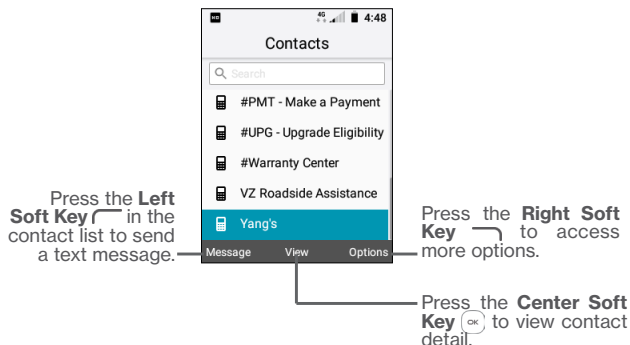 4G 4:48
Contacts
Search
#PMT - Make a Payment
#UPG - Upgrade Eligibility
#Warranty Center
VZ Roadside Assistance
Yang's
Message View Options
Press the Left
Soft Key in the
contact list to send
a text message.
Press the Right Soft
Key to access
more options.
Press the Center Soft
Key OK to view contact
detail.